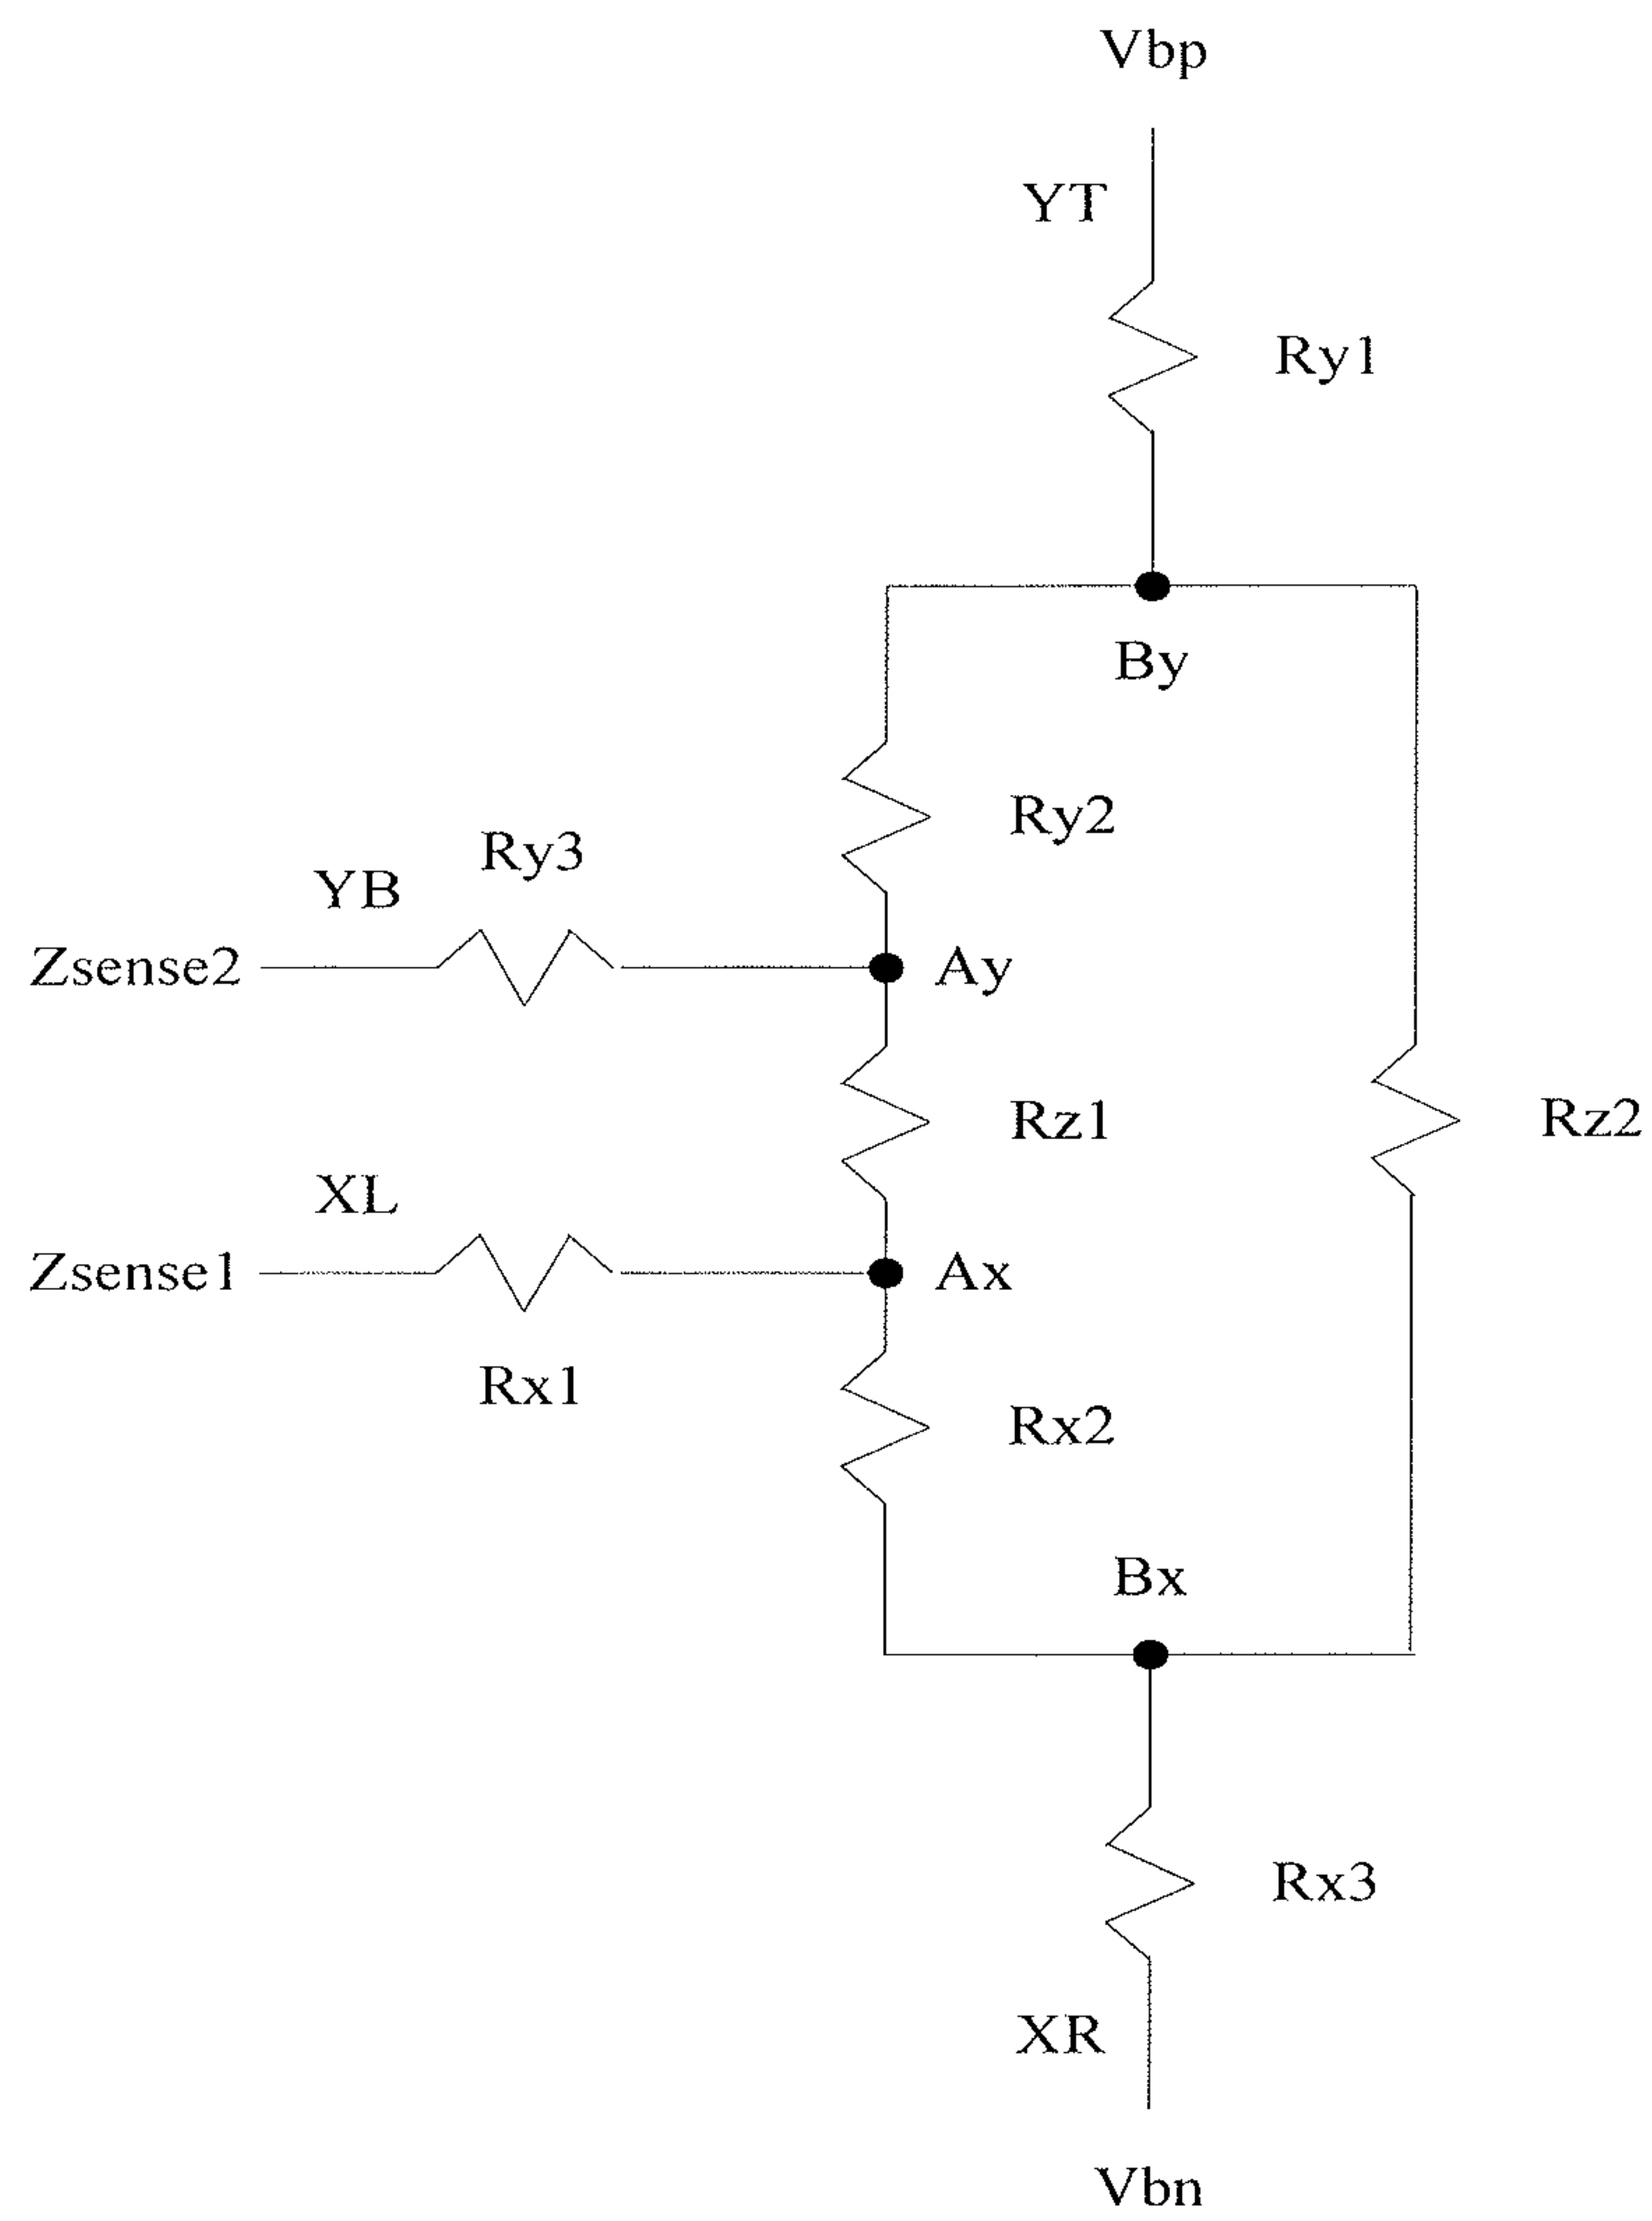 Vbp
YT
Ry1
By
Ry2
Ry3
YB
Zsense2
Ay
Rz1
Rz2
XL
Zsense1
Ax
Rx1
Rx2
Bx
Rx3
XR
Vbn